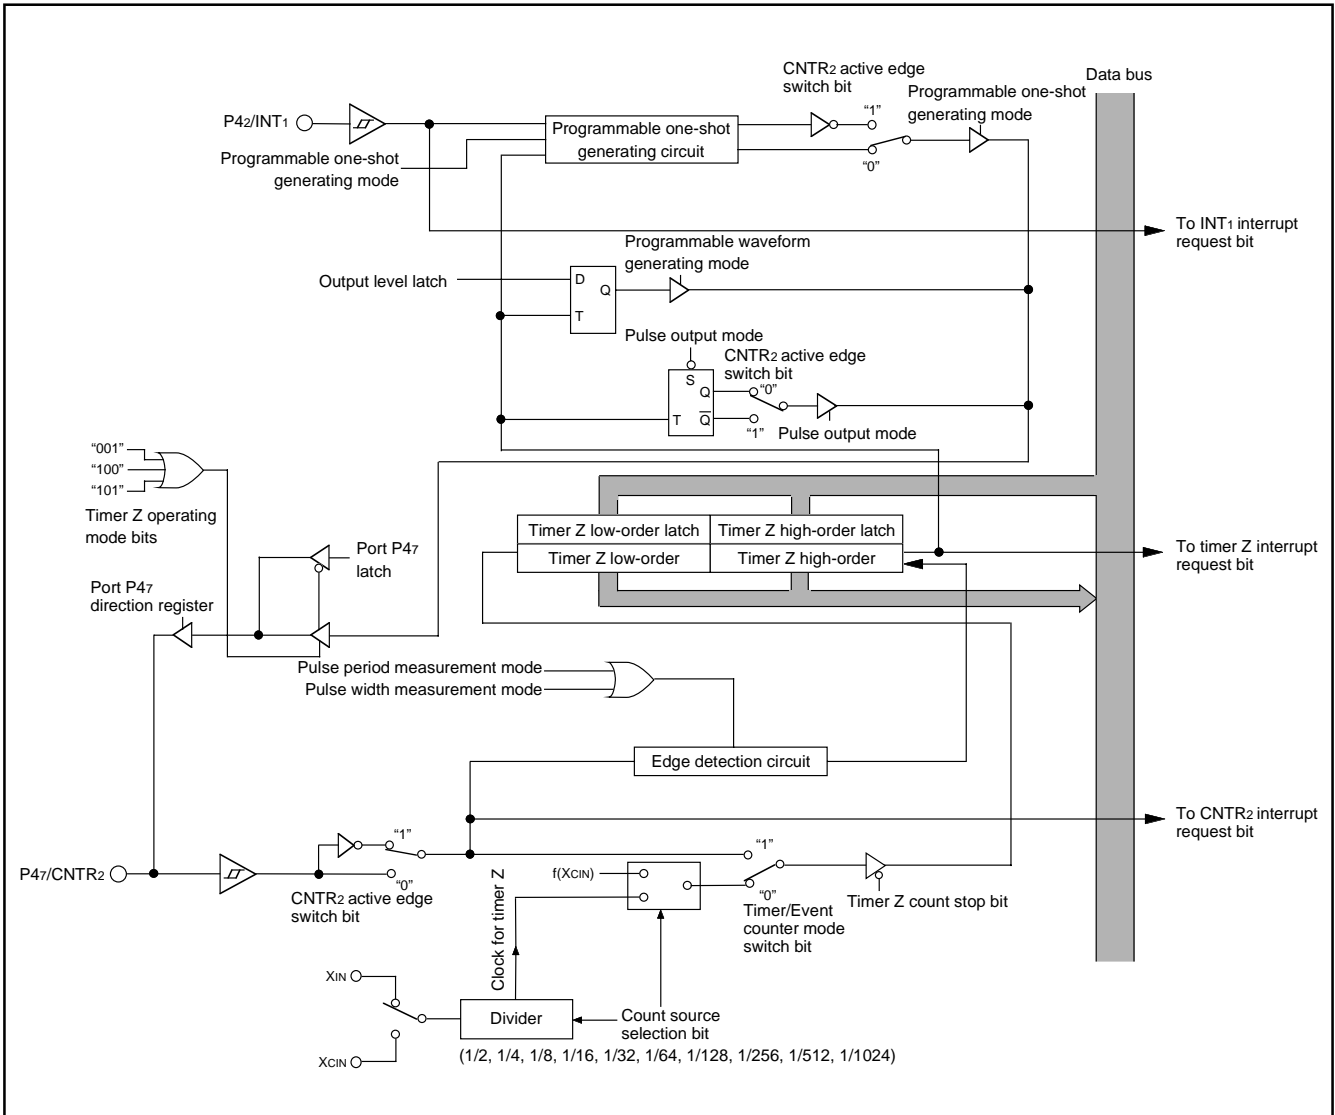 CNTR2 active edge
switch bit
Data bus
Programmable one-shot
generating mode
"1"
P42/INT1
Programmable one-shot
generating circuit
Programmable one-shot
generating mode
"0"
To INT1 interrupt
request bit
Programmable waveform
generating mode
Output level latch
D
Q
T
Pulse output mode
CNTR2 active edge
switch bit
S
Q
"0"
T
Q
"1"
Pulse output mode
"001"
"100"
"101"
Timer Z operating
mode bits
Timer Z low-order latch
Timer Z high-order latch
Timer Z low-order
Timer Z high-order
To timer Z interrupt
request bit
Port P47
latch
Port P47
direction register
Pulse period measurement mode
Pulse width measurement mode
Edge detection circuit
To CNTR2 interrupt
request bit
"1"
"1"
P47/CNTR2
"0"
CNTR2 active edge
switch bit
f(XCIN)
"0"
Timer/Event
counter mode
switch bit
Timer Z count stop bit
Clock for timer Z
XIN
Divider
Count source
selection bit
XCIN
(1/2, 1/4, 1/8, 1/16, 1/32, 1/64, 1/128, 1/256, 1/512, 1/1024)